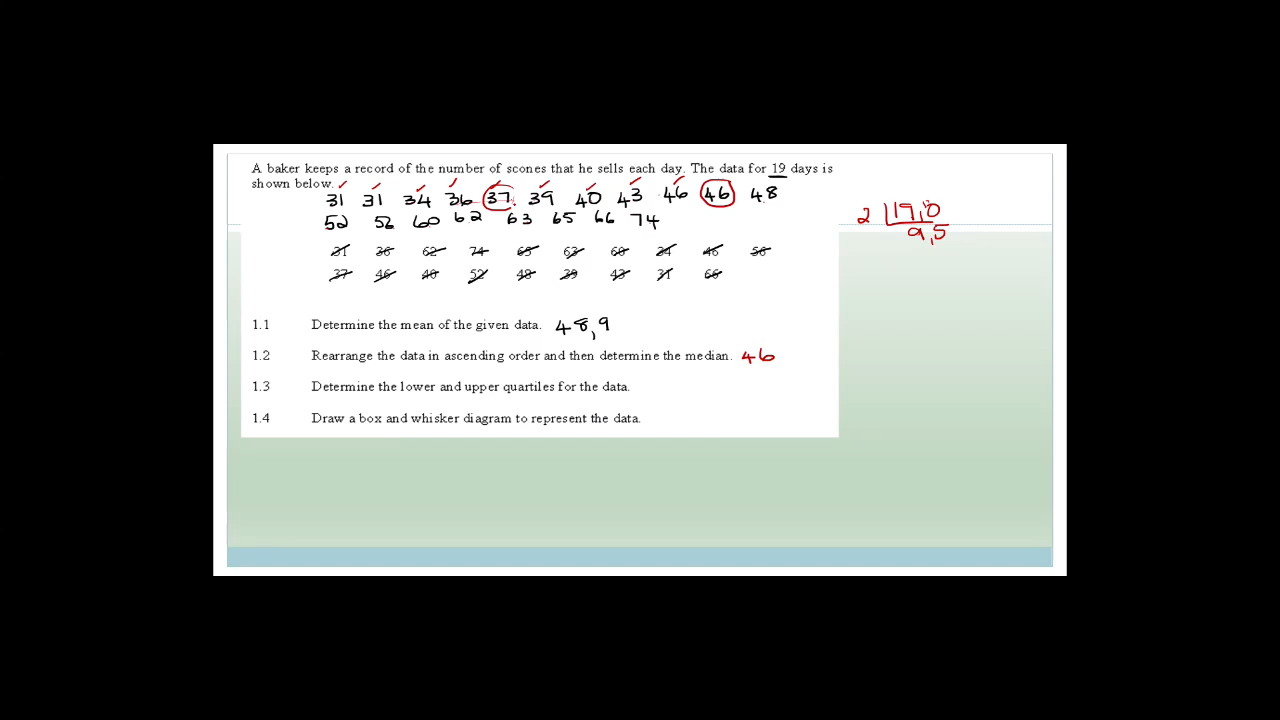 A baker keeps a record of the number of scones that he sells each day. The data for 19 days is
shown below.
31 31 34 36 37 39 40 43 46 46 48
52 56 60 62 63 65 66 74
2 19,0
9,5
31 36 62 74 65 63 60 34 46 56
37 46 40 52 48 39 43 31 66
1.1 Determine the mean of the given data. 48,9
1.2 Rearrange the data in ascending order and then determine the median. 46
1.3 Determine the lower and upper quartiles for the data.
1.4 Draw a box and whisker diagram to represent the data.